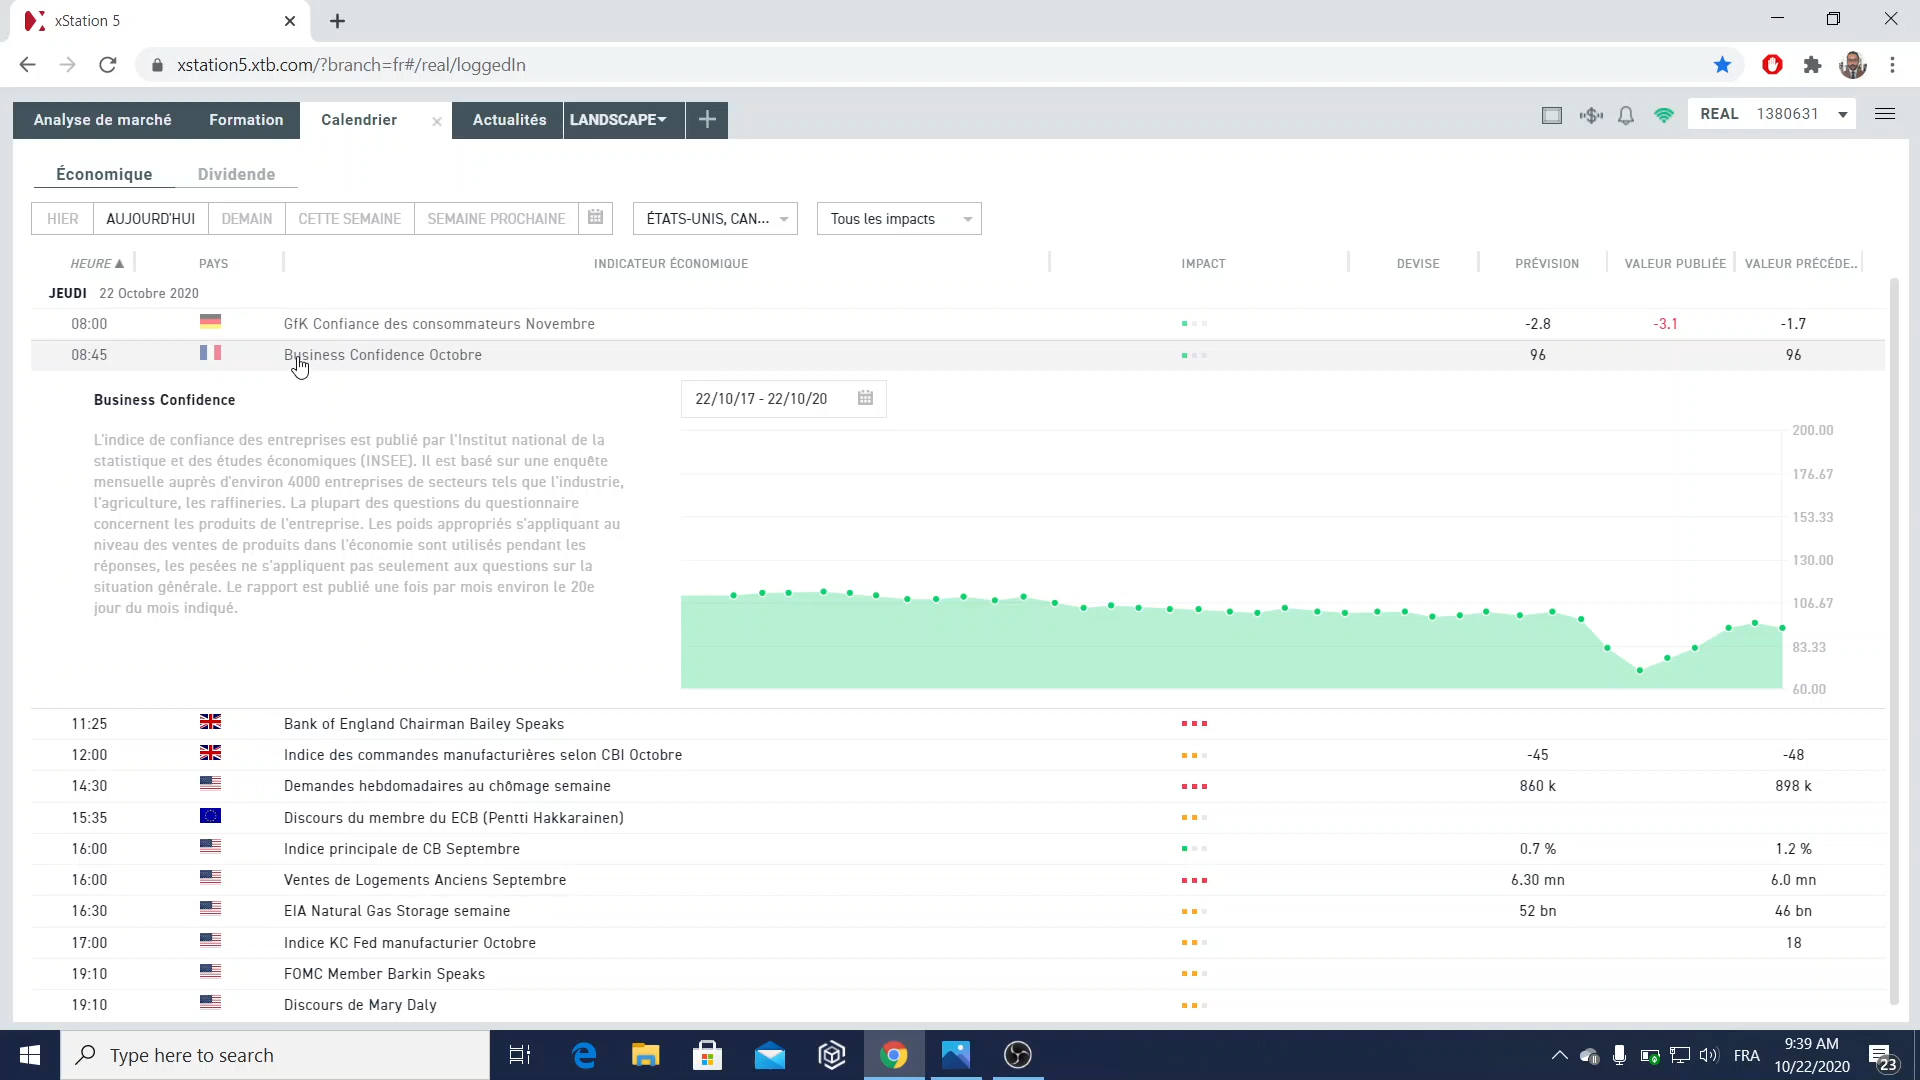 xStation 5
xstation5.xtb.com/?branch=fr#/real/loggedIn
Analyse de marché Formation Calendrier Actualités LANDSCAPE REAL 1380631
Économique Dividende
HIER AUJOURD'HUI DEMAIN CETTE SEMAINE SEMAINE PROCHAINE ÉTATS-UNIS, CAN... Tous les impacts
HEURE ▲ PAYS INDICATEUR ÉCONOMIQUE IMPACT DEVISE PRÉVISION VALEUR PUBLIÉE VALEUR PRÉCÉDE..
JEUDI 22 Octobre 2020
08:00 GfK Confiance des consommateurs Novembre -2.8 -3.1 -1.7
08:45 Business Confidence Octobre 96 96
Business Confidence
22/10/17 - 22/10/20
L'indice de confiance des entreprises est publié par l'Institut national de la
statistique et des études économiques (INSEE). Il est basé sur une enquête
mensuelle auprès d'environ 4000 entreprises de secteurs tels que l'industrie,
l'agriculture, les raffineries. La plupart des questions du questionnaire
concernent les produits de l'entreprise. Les poids appropriés s'appliquant au
niveau des ventes de produits dans l'économie sont utilisés pendant les
réponses, les pesées ne s'appliquent pas seulement aux questions sur la
situation générale. Le rapport est publié une fois par mois environ le 20e
jour du mois indiqué.
200.00
176.67
153.33
130.00
106.67
83.33
60.00
11:25 Bank of England Chairman Bailey Speaks
12:00 Indice des commandes manufacturières selon CBI Octobre -45 -48
14:30 Demandes hebdomadaires au chômage semaine 860 k 898 k
15:35 Discours du membre du ECB (Pentti Hakkarainen)
16:00 Indice principale de CB Septembre 0.7 % 1.2 %
16:00 Ventes de Logements Anciens Septembre 6.30 mn 6.0 mn
16:30 EIA Natural Gas Storage semaine 52 bn 46 bn
17:00 Indice KC Fed manufacturier Octobre 18
19:10 FOMC Member Barkin Speaks
19:10 Discours de Mary Daly
Type here to search FRA 9:39 AM
10/22/2020 23